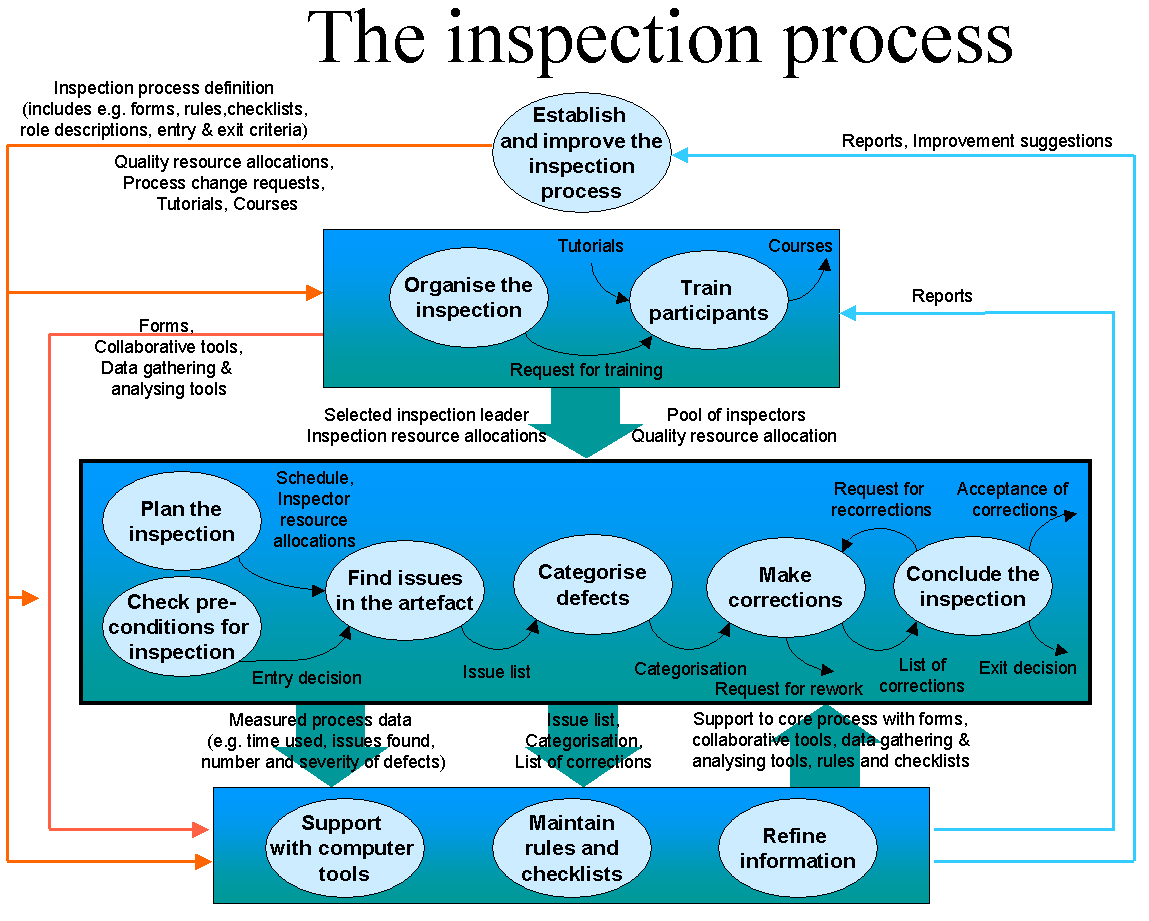 The inspection process
Inspection process definition
(includes e.g. forms, rules,checklists,
role descriptions, entry & exit criteria)
Quality resource allocations,
Process change requests,
Tutorials, Courses
Establish
and improve the
inspection
process
Reports, Improvement suggestions
Tutorials
Courses
Organise the
inspection
Train
participants
Request for training
Reports
Forms,
Collaborative tools,
Data gathering &
analysing tools
Selected inspection leader
Inspection resource allocations
Pool of inspectors
Quality resource allocation
Plan the
inspection
Schedule,
Inspector
resource
allocations
Check pre-
conditions for
inspection
Entry decision
Find issues
in the artefact
Issue list
Categorise
defects
Categorisation
Make
corrections
Request for rework
Request for
recorrections
Acceptance of
corrections
Conclude the
inspection
List of
corrections
Exit decision
Measured process data
(e.g. time used, issues found,
number and severity of defects)
Issue list,
Categorisation,
List of corrections
Support to core process with forms,
collaborative tools, data gathering &
analysing tools, rules and checklists
Support
with computer
tools
Maintain
rules and
checklists
Refine
information